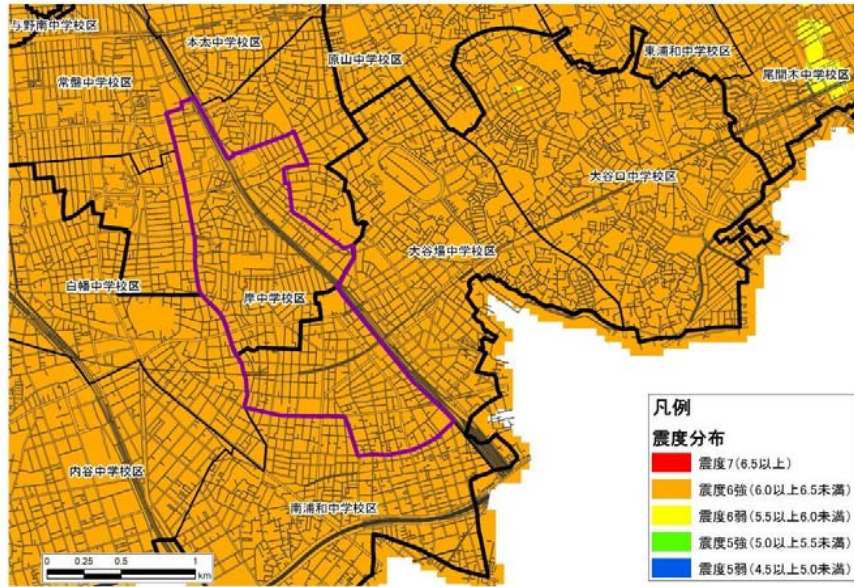 与野南中学校区
本太中学校区
原山中学校区
東浦和中学校区
常盤中学校区
尾間木中学校区
大谷口中学校区
大谷場中学校区
白幡中学校区
岸中学校区
内谷中学校区
南浦和中学校区
凡例
震度分布
震度7(6.5以上)
震度6強(6.0以上6.5未満)
震度6弱(5.5以上6.0未満)
震度5強(5.0以上5.5未満)
震度5弱(4.5以上5.0未満)
0 0.25 0.5 1
km